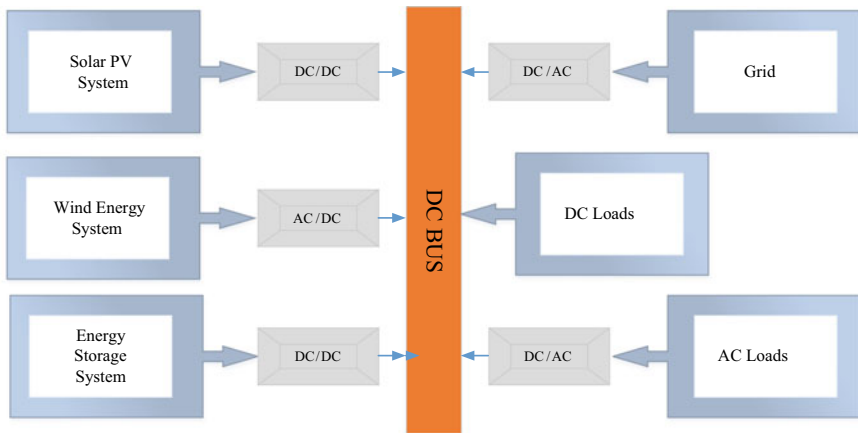 Solar PV
System
DC/DC
DC/AC
Grid
Wind Energy
System
AC/DC
DC BUS
DC Loads
Energy
Storage
System
DC/DC
DC/AC
AC Loads